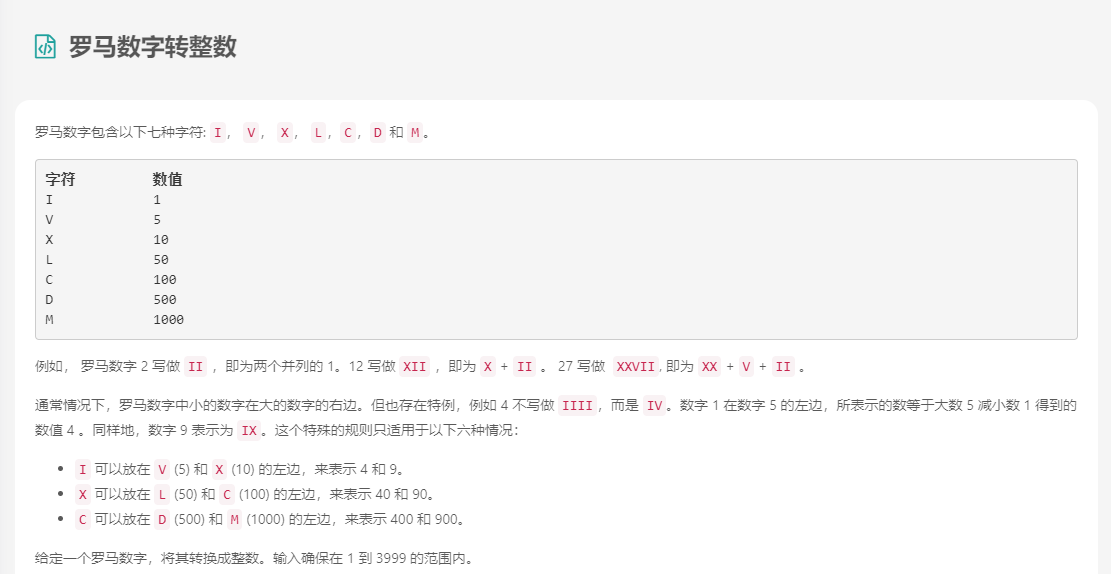 罗马数字转整数
罗马数字包含以下七种字符: I, V, X, L, C, D 和 M。
字符 数值
I 1
V 5
X 10
L 50
C 100
D 500
M 1000
例如, 罗马数字 2 写做 II ,即为两个并列的 1。12 写做 XII ,即为 X + II 。 27 写做 XXVII, 即为 XX + V + II 。
通常情况下,罗马数字中小的数字在大的数字的右边。但也存在特例,例如 4 不写做 IIII,而是 IV。数字 1 在数字 5 的左边,所表示的数等于大数 5 减小数 1 得到的
数值 4 。同样地,数字 9 表示为 IX。这个特殊的规则只适用于以下六种情况:
• I 可以放在 V (5) 和 X (10) 的左边,来表示 4 和 9。
• X 可以放在 L (50) 和 C (100) 的左边,来表示 40 和 90。
• C 可以放在 D (500) 和 M (1000) 的左边,来表示 400 和 900。
给定一个罗马数字,将其转换成整数。输入确保在 1 到 3999 的范围内。